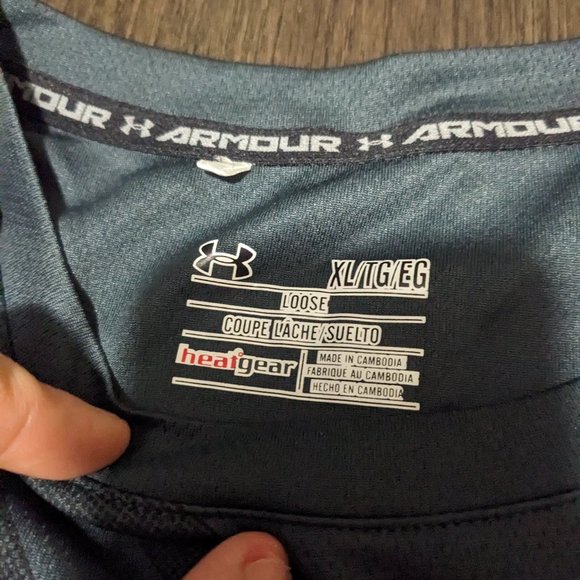 OUR ARMOUR ARMOUR
XL/TG/EG
LOOSE
COUPE LÂCHE/SUELTO
heatgear
MADE IN CAMBODIA
FABRIQUÉ AU CAMBODIA
HECHO EN CAMBODIA